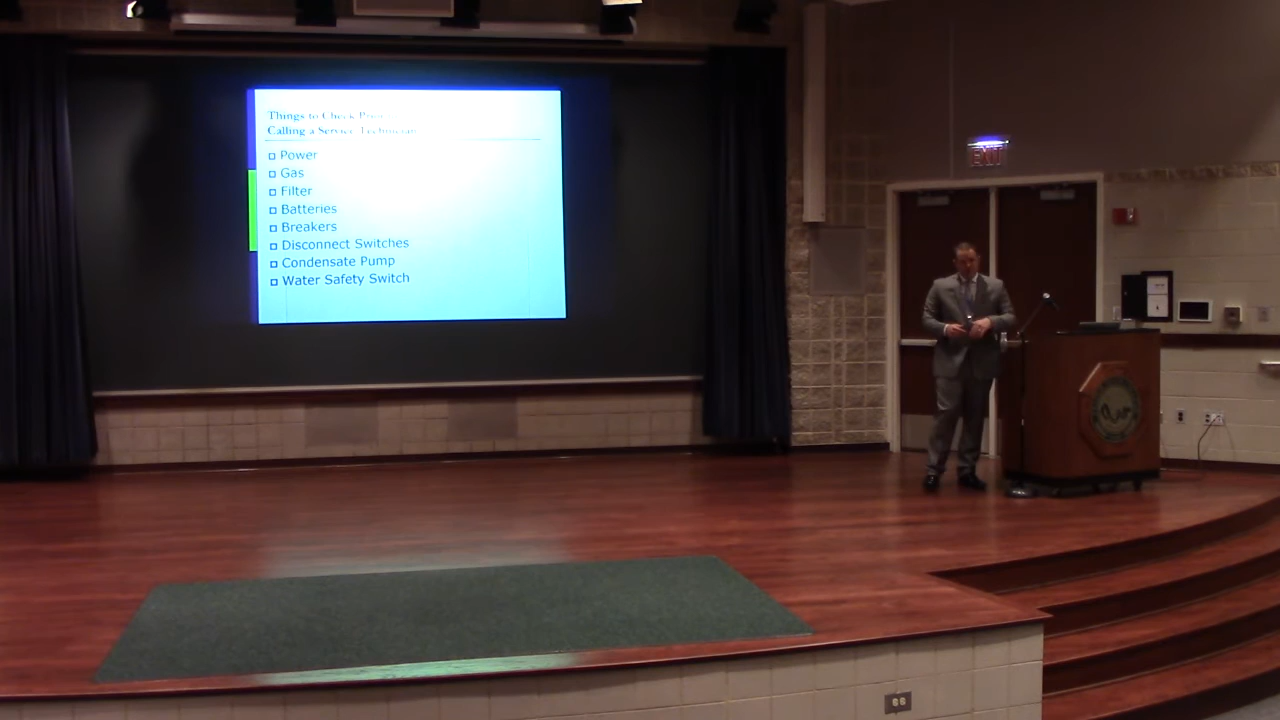 Things to Check Prior
Calling a Service Technician
Power
Gas
Filter
Batteries
Breakers
Disconnect Switches
Condensate Pump
Water Safety Switch
EXIT